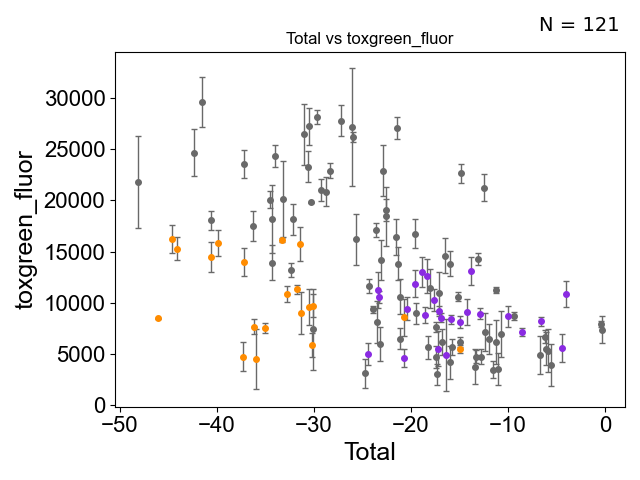 N = 121
Total vs toxgreen_fluor
toxgreen_fluor
30000
25000
20000
15000
10000
5000
0
−50 −40 −30 −20 −10 0
Total